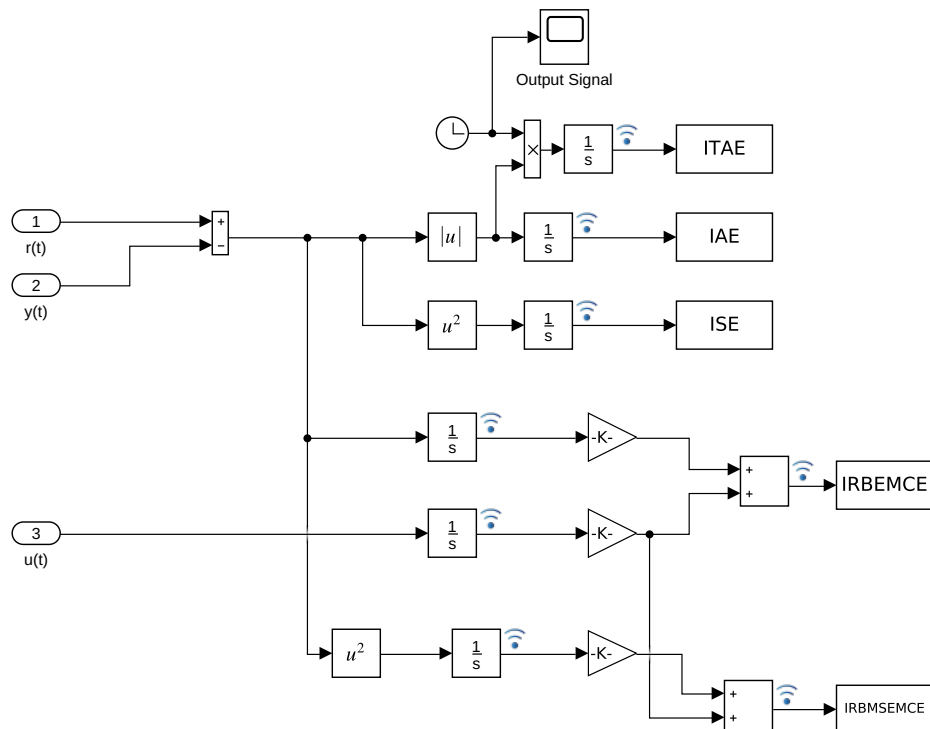 Output Signal
×
1
s
ITAE
1
r(t)
+
−
|u|
1
s
IAE
2
y(t)
u²
1
s
ISE
1
s
-K-
+
+
IRBEMCE
3
u(t)
1
s
-K-
u²
1
s
-K-
+
+
IRBMSEMCE